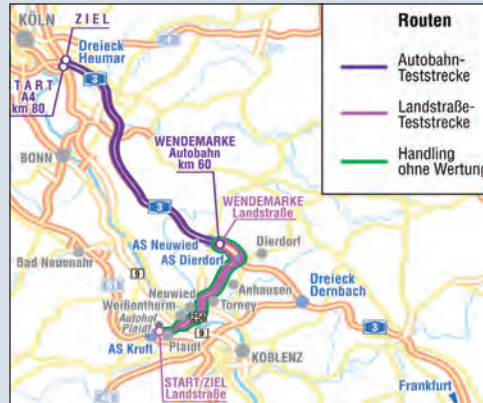 KÖLN
ZIEL
Dreieck
Heumar
START
A4
km 80
3
BONN
WENDEMARKE
Autobahn
km 60
WENDEMARKE
Landstraße
3
AS Neuwied
AS Dierdorf
Dierdorf
Bad Neuenahr
61
9
Neuwied
Weißenthurm
Anhausen
Torney
Dreieck
Dernbach
Autohof
Plaidt
256
9
AS Kruft
Plaidt
KOBLENZ
3
START/ZIEL
Landstraße
Frankfurt
Routen
Autobahn-
Teststrecke
Landstraße-
Teststrecke
Handling
ohne Wertung